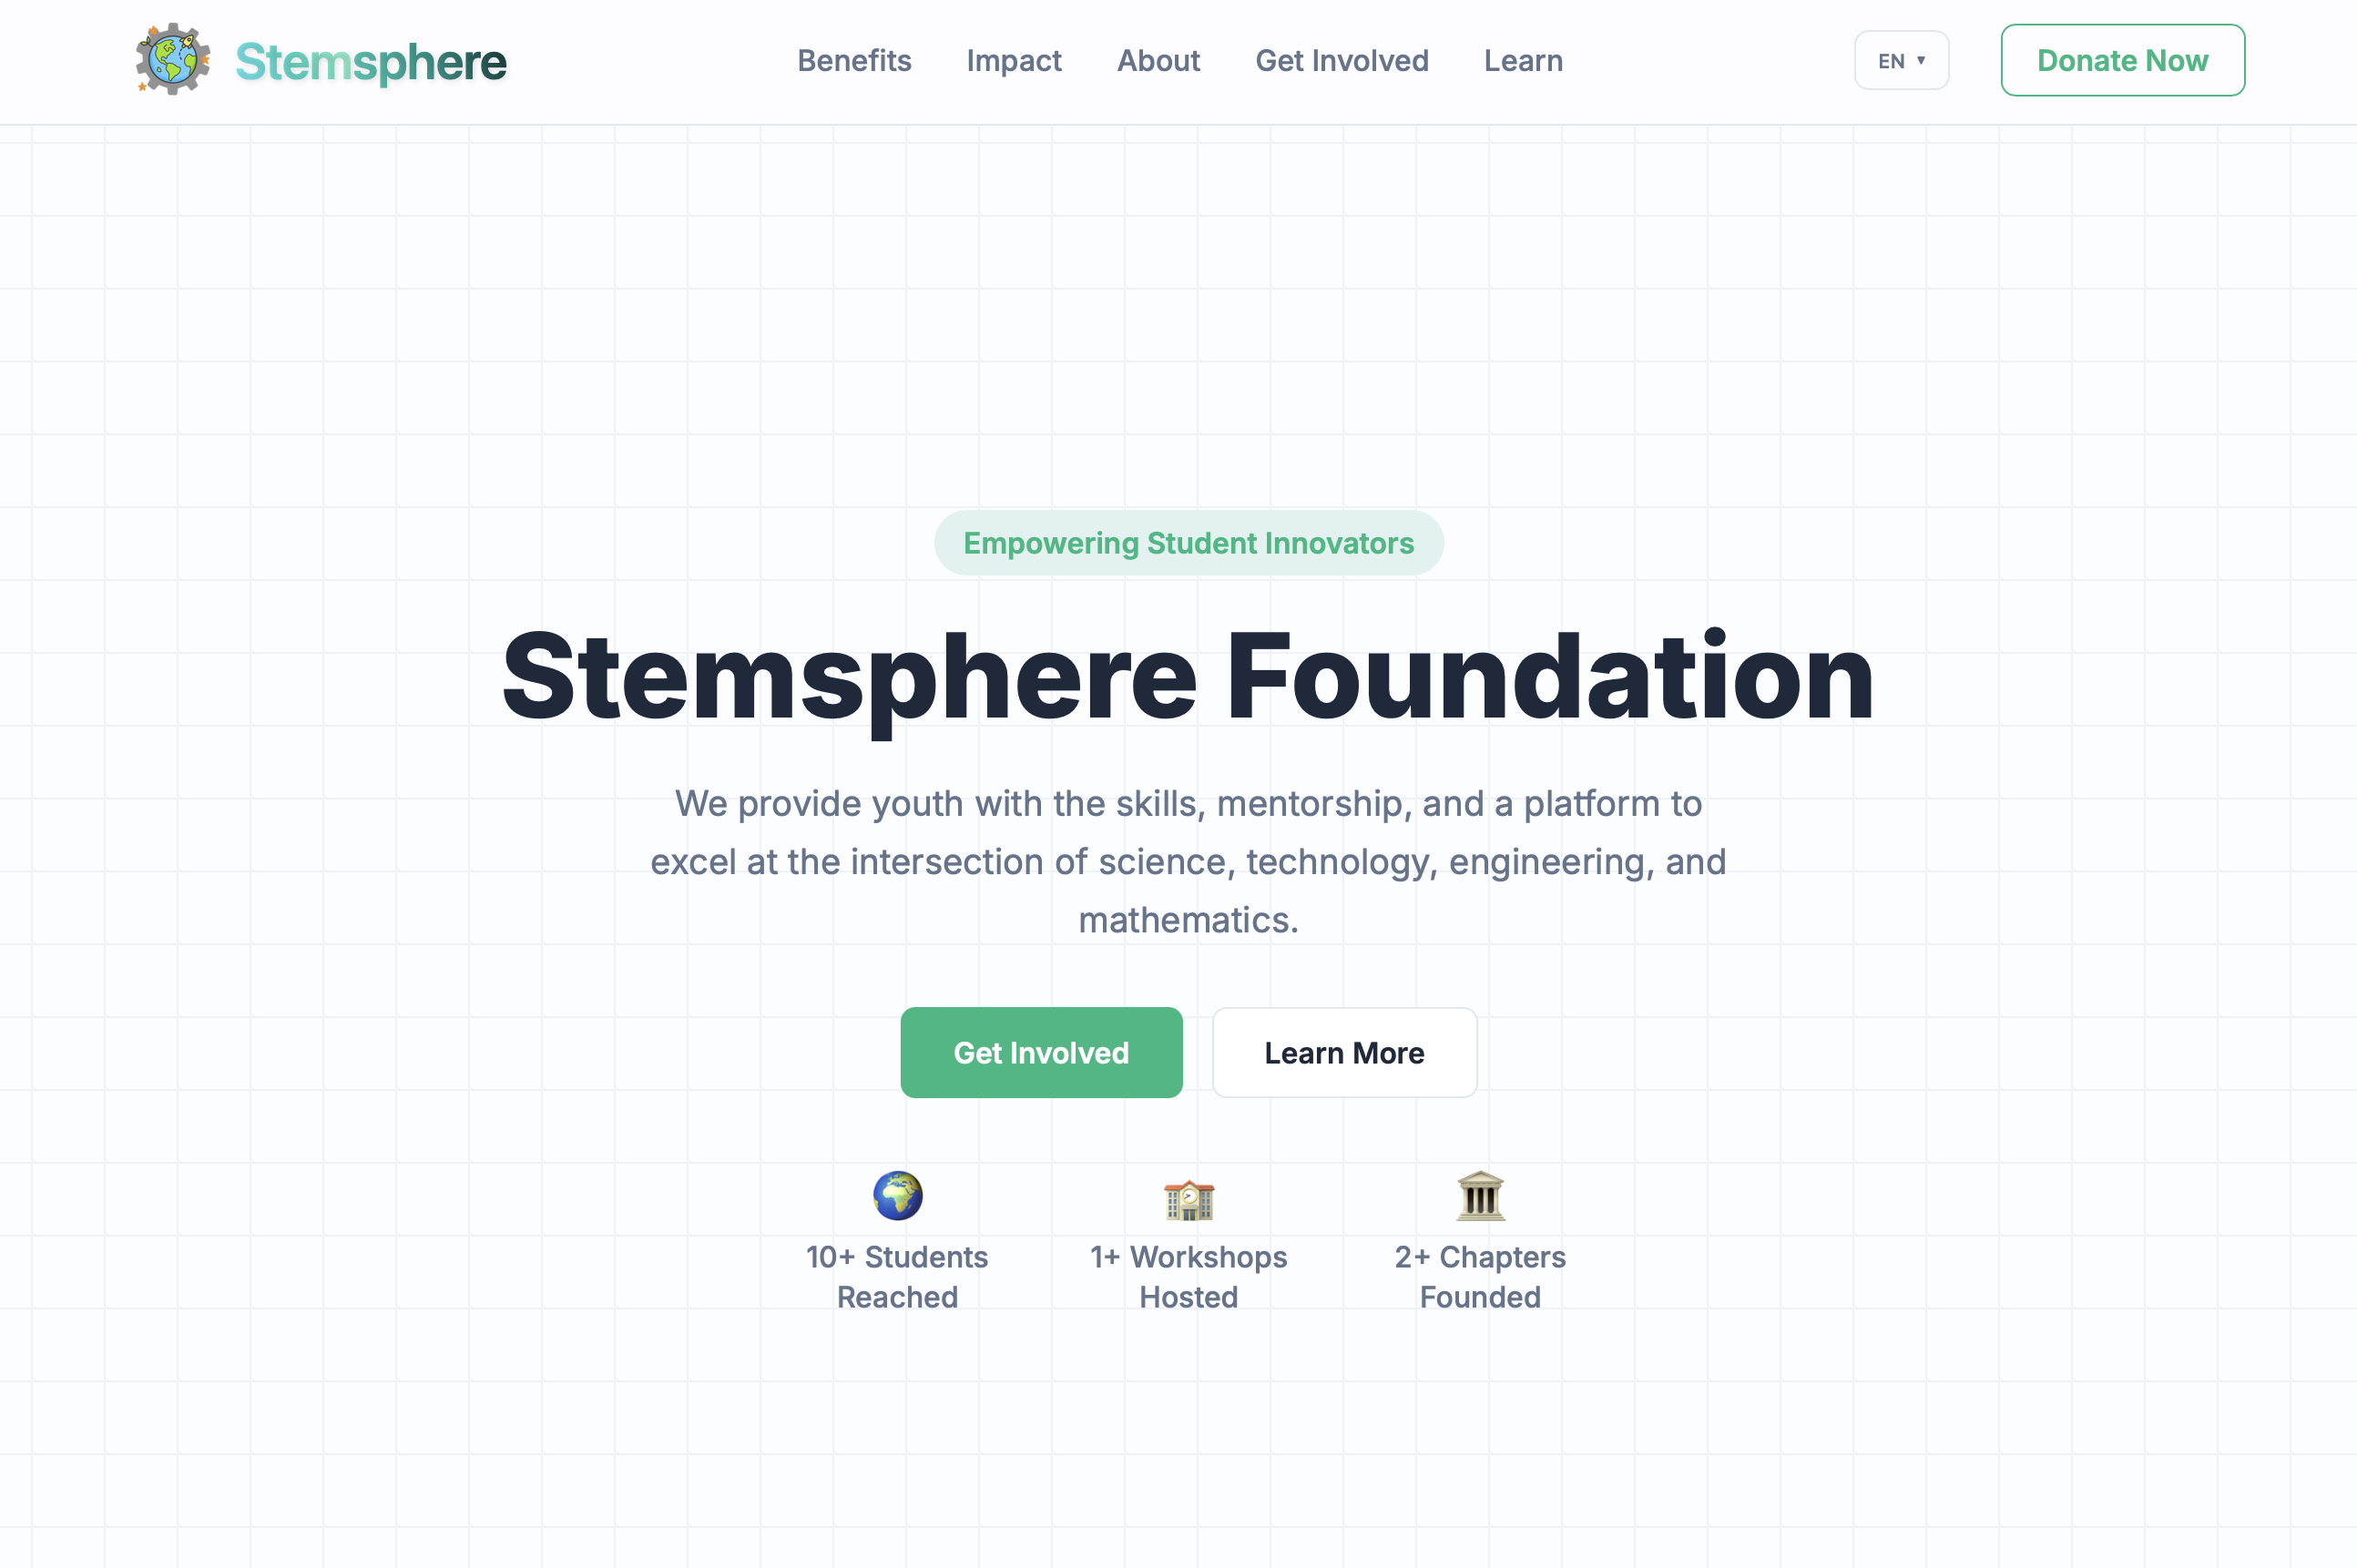 Stemsphere
Benefits
Impact
About
Get Involved
Learn
EN ▼
Donate Now
Empowering Student Innovators
Stemsphere Foundation
We provide youth with the skills, mentorship, and a platform to
excel at the intersection of science, technology, engineering, and
mathematics.
Get Involved
Learn More
10+ Students
Reached
1+ Workshops
Hosted
2+ Chapters
Founded